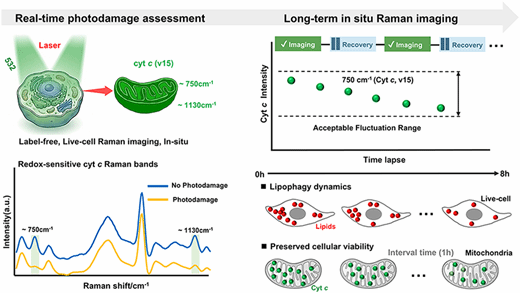 Real-time photodamage assessment
Laser
532
cyt c (v15)
~ 750cm⁻¹
~ 1130cm⁻¹
Label-free, Live-cell Raman imaging, In-situ
Redox-sensitive cyt c Raman bands
No Photodamage
Photodamage
~ 750cm⁻¹
~ 1130cm⁻¹
Intensity(a.u.)
Raman shift/cm⁻¹
Long-term in situ Raman imaging
✓ Imaging
Recovery
✓ Imaging
Recovery
Cyt c Intensity
750 cm⁻¹ (Cyt c, v15)
Acceptable Fluctuation Range
Time lapse
0h
8h
■ Lipophagy dynamics
Live-cell
Lipids
■ Preserved cellular viability
Interval time (1h)
Mitochondria
Cyt c